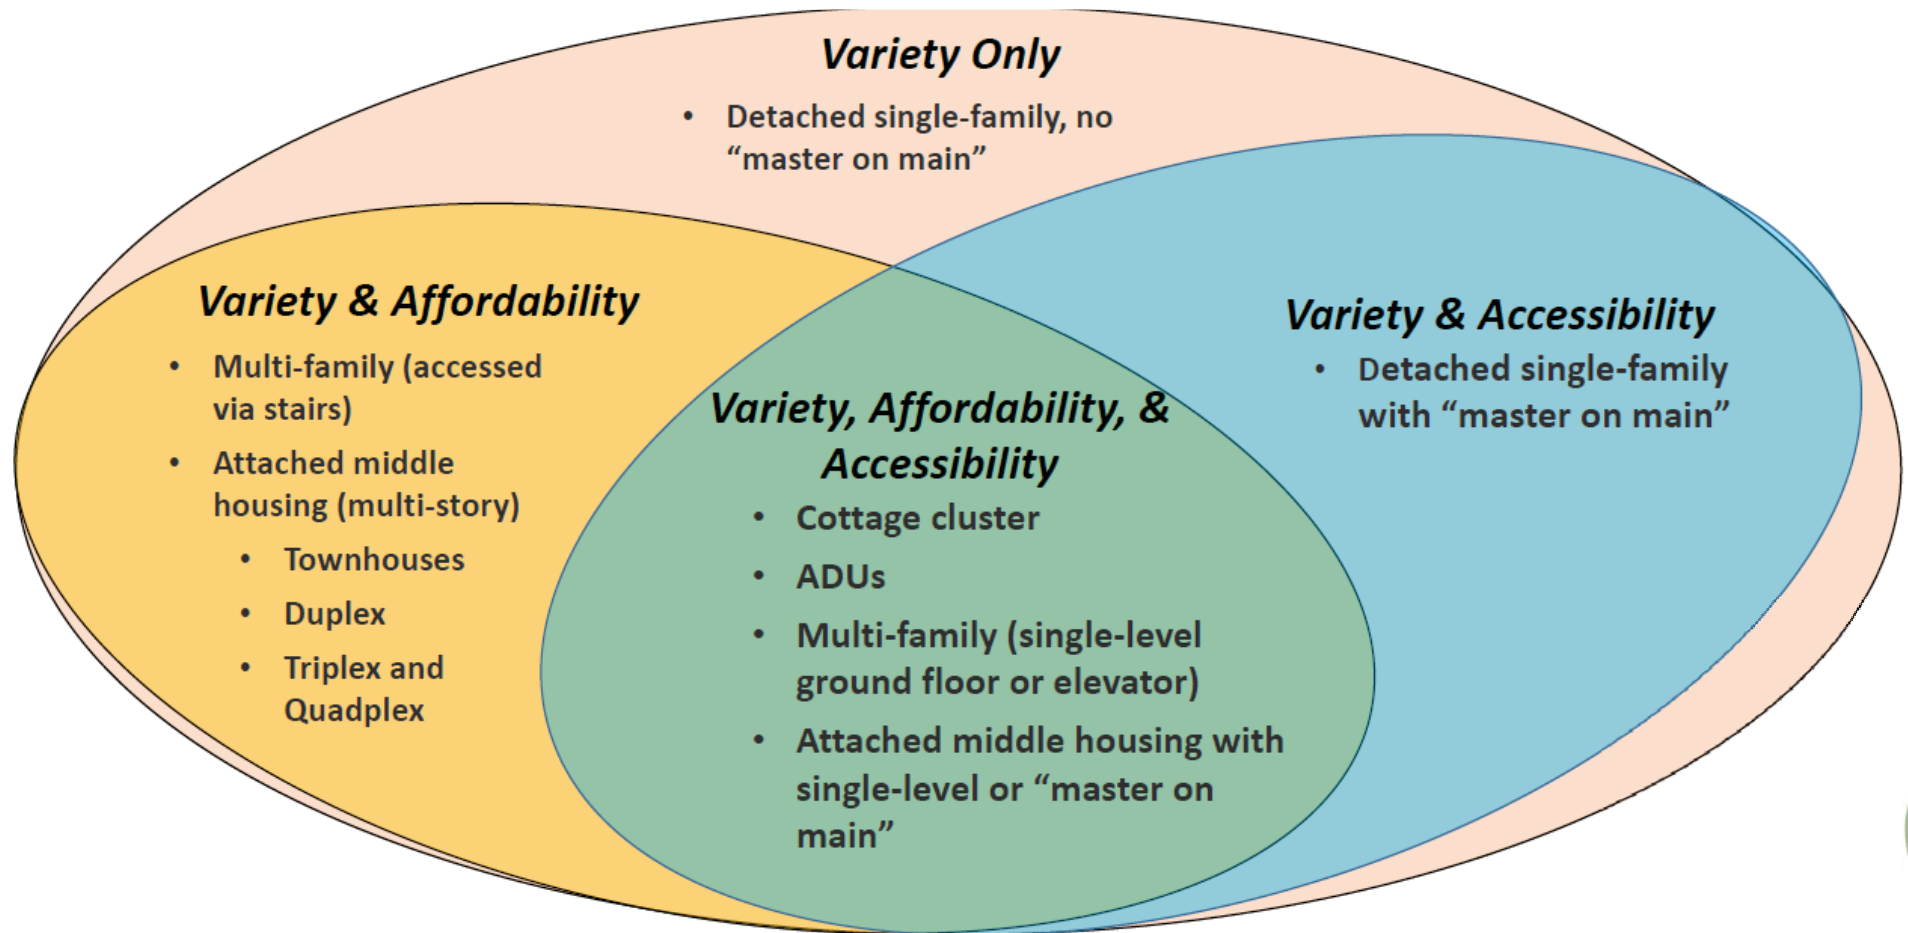 Variety Only
• Detached single-family, no
“master on main”
Variety & Affordability
• Multi-family (accessed
via stairs)
• Attached middle
housing (multi-story)
• Townhouses
• Duplex
• Triplex and
Quadplex
Variety, Affordability, &
Accessibility
• Cottage cluster
• ADUs
• Multi-family (single-level
ground floor or elevator)
• Attached middle housing with
single-level or “master on
main”
Variety & Accessibility
• Detached single-family
with “master on main”